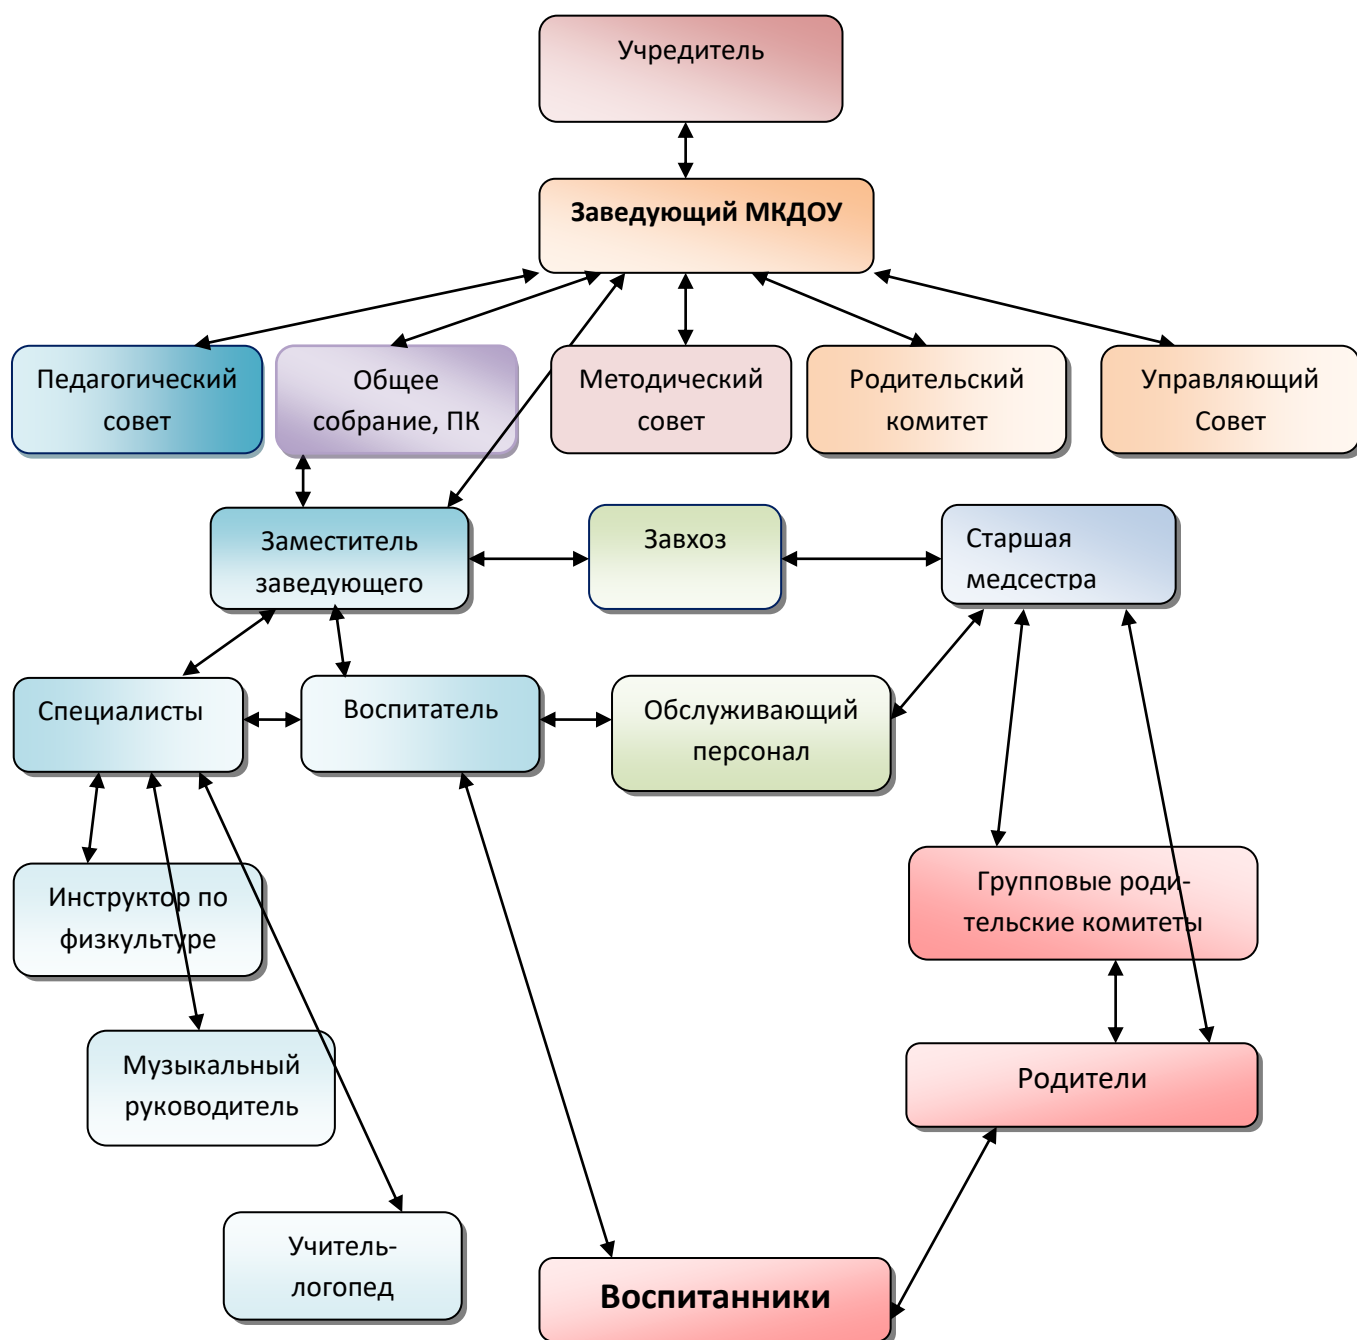 Учредитель
Заведующий МКДОУ
Педагогический
совет
Общее
собрание, ПК
Методический
совет
Родительский
комитет
Управляющий
Совет
Заместитель
заведующего
Завхоз
Старшая
медсестра
Специалисты
Воспитатель
Обслуживающий
персонал
Инструктор по
физкультуре
Групповые роди-
тельские комитеты
Музыкальный
руководитель
Родители
Учитель-
логопед
Воспитанники